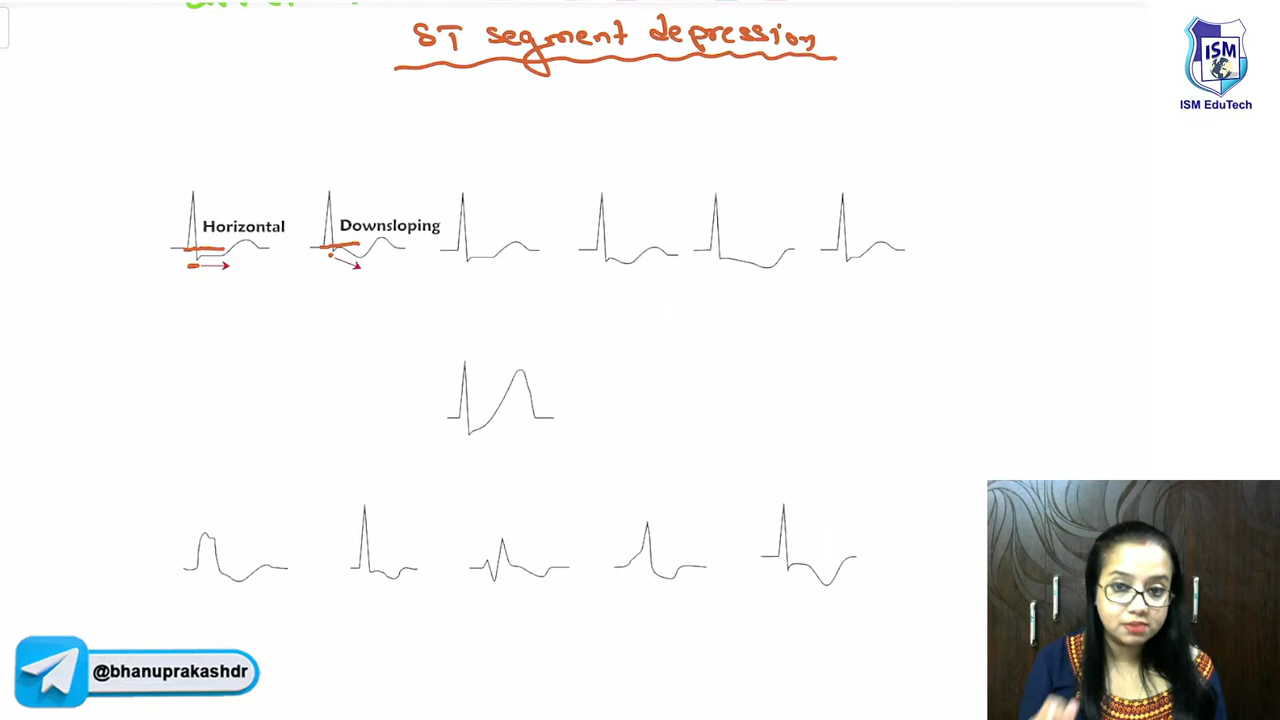 ST segment depression
ISM
ISM EduTech
Horizontal
Downsloping
@bhanuprakashdr